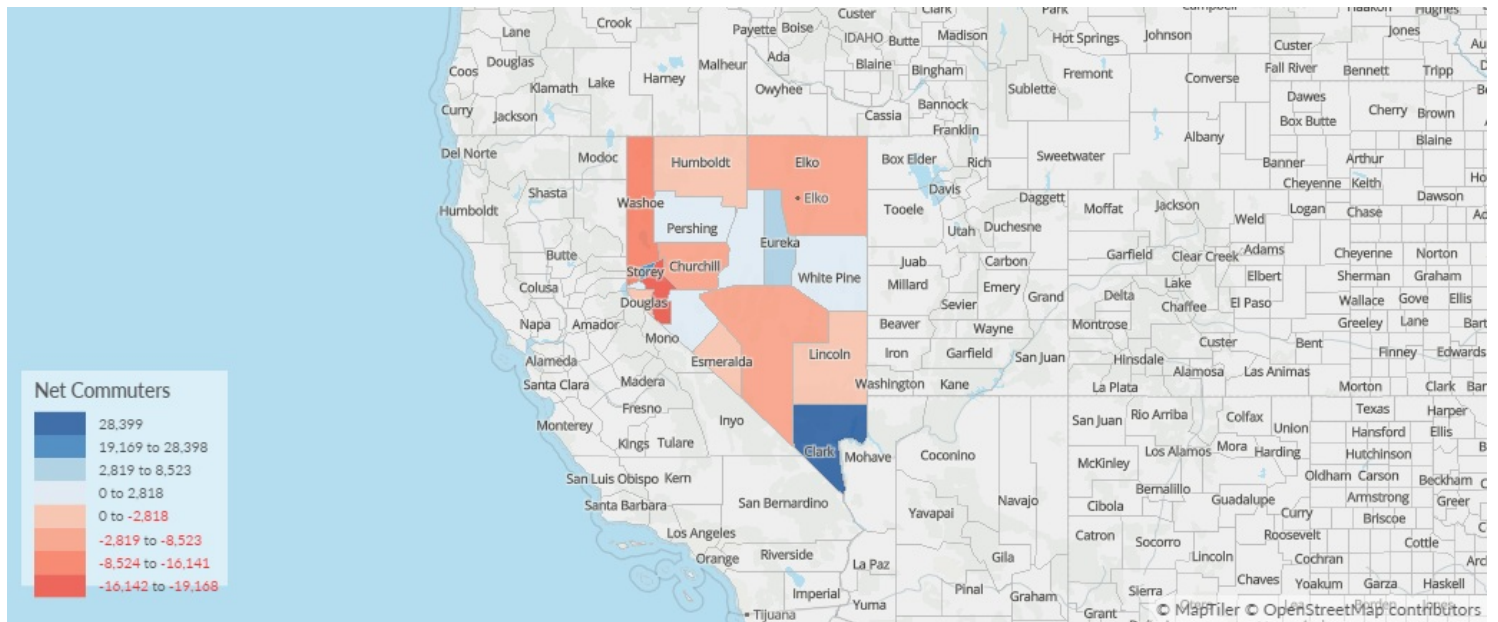 Crook
Lane
Payette Boise
Custer
Clark
Park
Hughes
IDAHO Butte
Madison
Hot Springs
Johnson
Custer
Jones
Douglas
Malheur
Ada
Blaine
Bingham
Fremont
Converse
Fall River
Bennett
Tripp
Coos
Lake
Harney
Klamath
Owyhee
Sublette
Dawes
Curry
Jackson
Cassia
Bannock
Box Butte
Cherry
Brown
Franklin
Albany
Blaine
Del Norte
Modoc
Humboldt
Elko
Box Elder
Rich
Sweetwater
Banner
Arthur
Shasta
Washoe
Elko
Davis
Daggett
Cheyenne
Keith
Dawson
Humboldt
Tooele
Moffat
Jackson
Weld
Logan
Chase
Pershing
Eureka
Utah
Duchesne
Butte
Storey
Churchill
White Pine
Juab
Carbon
Garfield
Clear Creek
Adams
Cheyenne
Norton
Colusa
Millard
Emery
Grand
Lake
Elbert
Sherman
Graham
Douglas
Sevier
Delta
Chaffee
El Paso
Wallace
Gove
Ellis
Napa
Amador
Mono
Beaver
Wayne
Montrose
Greeley
Lane
Bart
Alameda
Esmeralda
Lincoln
Iron
Garfield
San Juan
Hinsdale
Custer
Bent
Finney
Edwards
Santa Clara
Madera
Washington
Kane
La Plata
Alamosa
Las Animas
Morton
Clark
Bar
Fresno
Inyo
San Juan
Rio Arriba
Colfax
Union
Texas
Harper
Monterey
Kings
Tulare
Clark
Mohave
Coconino
McKinley
Los Alamos
Mora
Harding
Hansford
Ellis
Hutchinson
San Luis Obispo
Kern
San Bernardino
Navajo
Bernalillo
Guadalupe
Oldham
Carson
Beckham
Santa Barbara
Yavapai
Cibola
Curry
Armstrong
Greer
Briscoe
Los Angeles
Catron
Socorro
Roosevelt
Cottle
Orange
Riverside
La Paz
Gila
Lincoln
Cochran
Imperial
Yuma
Pinal
Graham
Sierra
Chaves
Yoakum
Garza
Haskell
Tijuana
Grant
Net Commuters
28,399
19,169 to 28,398
2,819 to 8,523
0 to 2,818
0 to -2,818
-2,819 to -8,523
-8,524 to -16,141
-16,142 to -19,168
© MapTiler © OpenStreetMap contributors